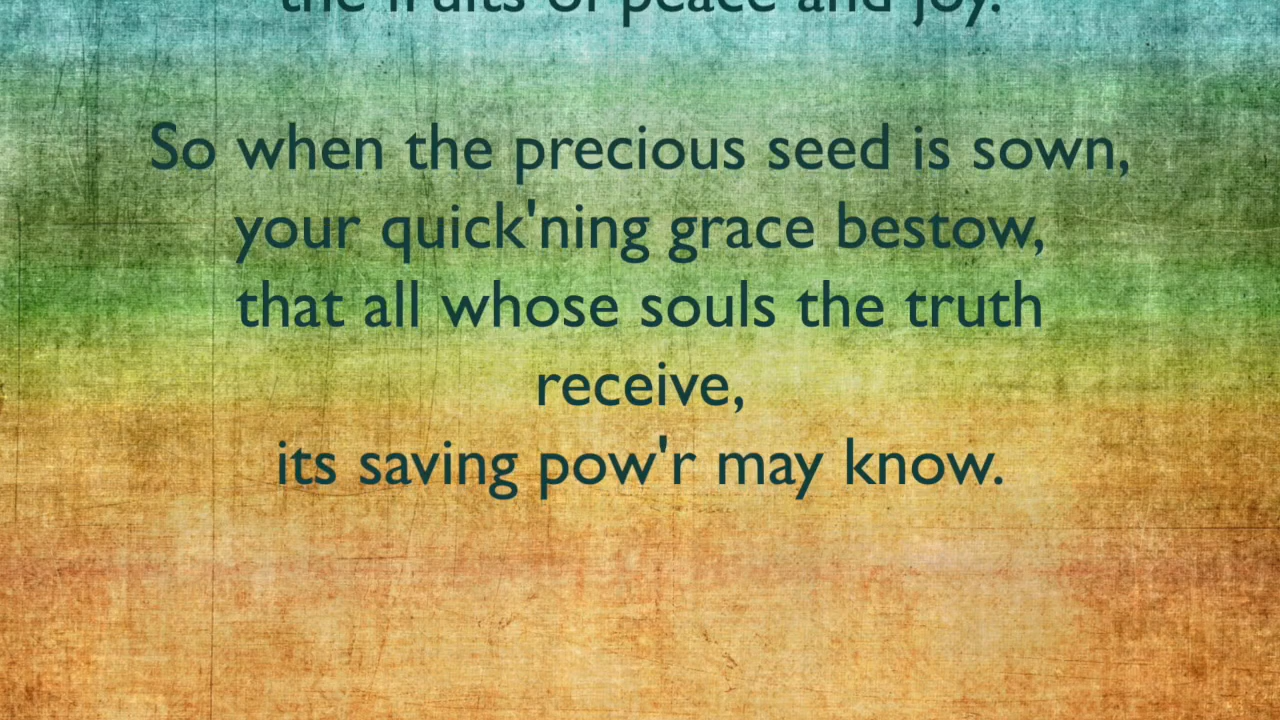 the fruits of peace and joy.
So when the precious seed is sown,
your quick'ning grace bestow,
that all whose souls the truth
receive,
its saving pow'r may know.